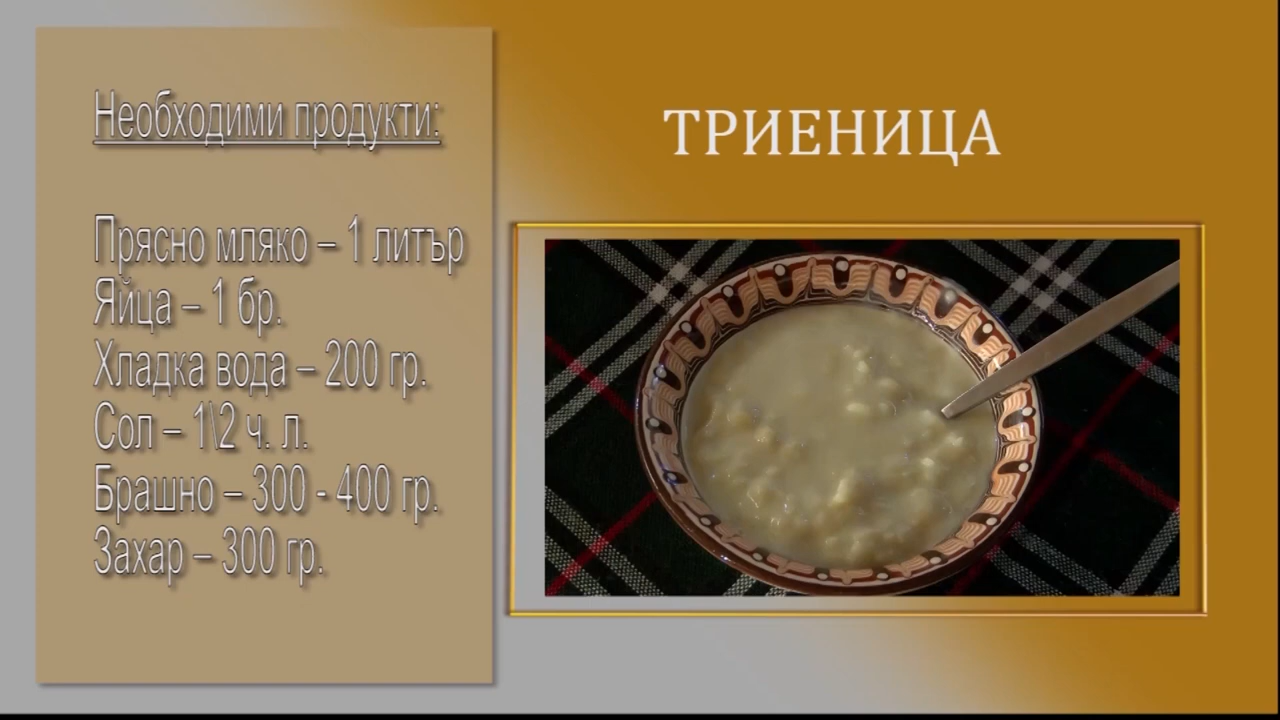 Необходими продукти:
Прясно мляко – 1 литър
Яйца – 1 бр.
Хладка вода – 200 гр.
Сол – 1\2 ч. л.
Брашно – 300 - 400 гр.
Захар – 300 гр.
ТРИЕНИЦА